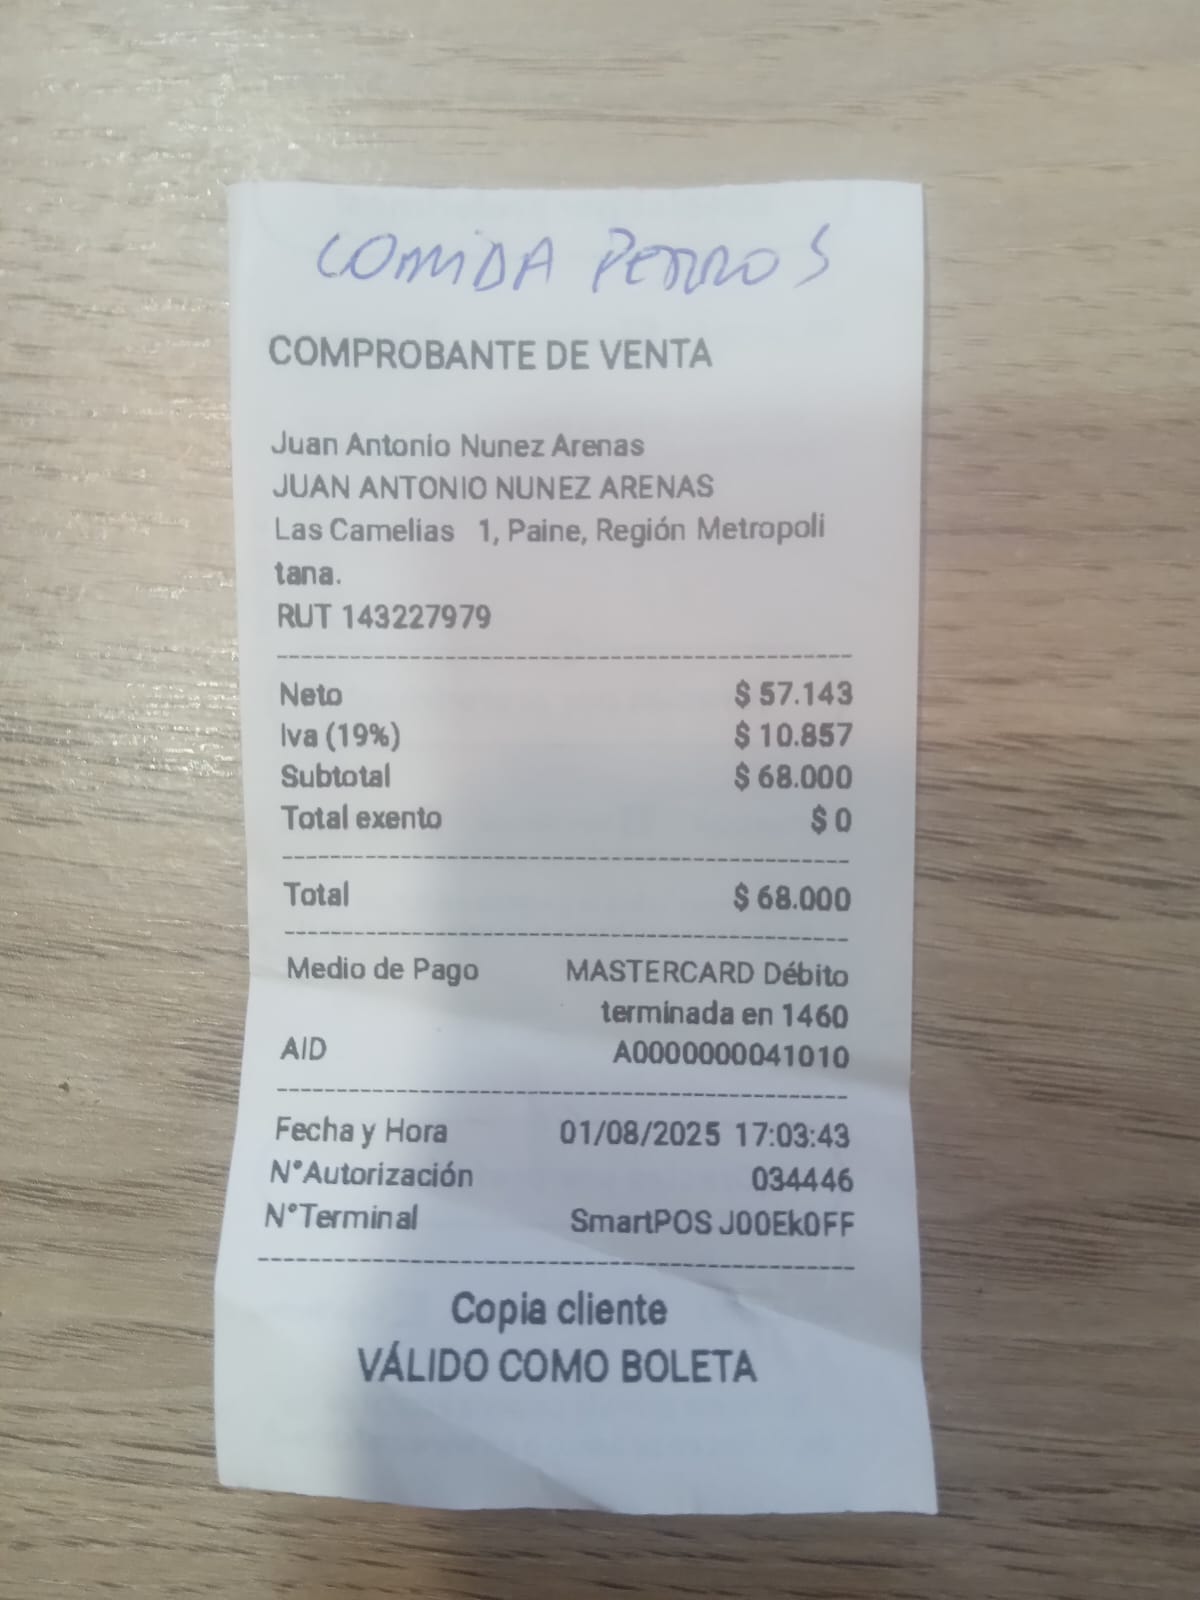 COMIDA PERROS
COMPROBANTE DE VENTA
Juan Antonio Nunez Arenas
JUAN ANTONIO NUNEZ ARENAS
Las Camelias 1, Paine, Región Metropoli
tana.
RUT 143227979
Neto $ 57.143
Iva (19%) $ 10.857
Subtotal $ 68.000
Total exento $ 0
Total $ 68.000
Medio de Pago MASTERCARD Débito
terminada en 1460
AID A0000000041010
Fecha y Hora 01/08/2025 17:03:43
N°Autorización 034446
N°Terminal SmartPOS J00Ek0FF
Copia cliente
VÁLIDO COMO BOLETA